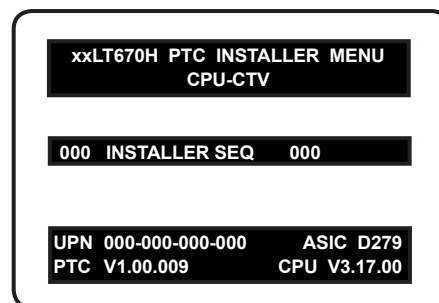 xxLT670H PTC INSTALLER MENU
CPU-CTV
000 INSTALLER SEQ 000
UPN 000-000-000-000 ASIC D279
PTC V1.00.009 CPU V3.17.00